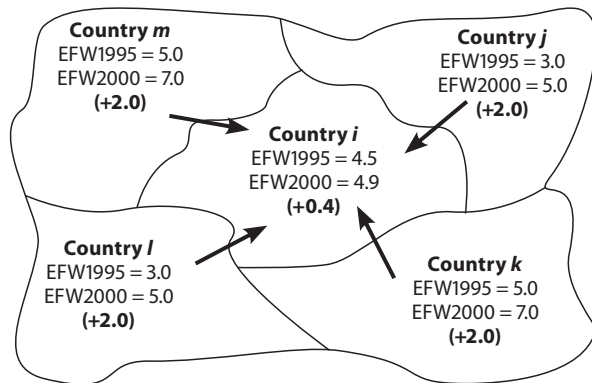 Country m
EFW1995 = 5.0
EFW2000 = 7.0
(+2.0)
Country j
EFW1995 = 3.0
EFW2000 = 5.0
(+2.0)
Country i
EFW1995 = 4.5
EFW2000 = 4.9
(+0.4)
Country l
EFW1995 = 3.0
EFW2000 = 5.0
(+2.0)
Country k
EFW1995 = 5.0
EFW2000 = 7.0
(+2.0)